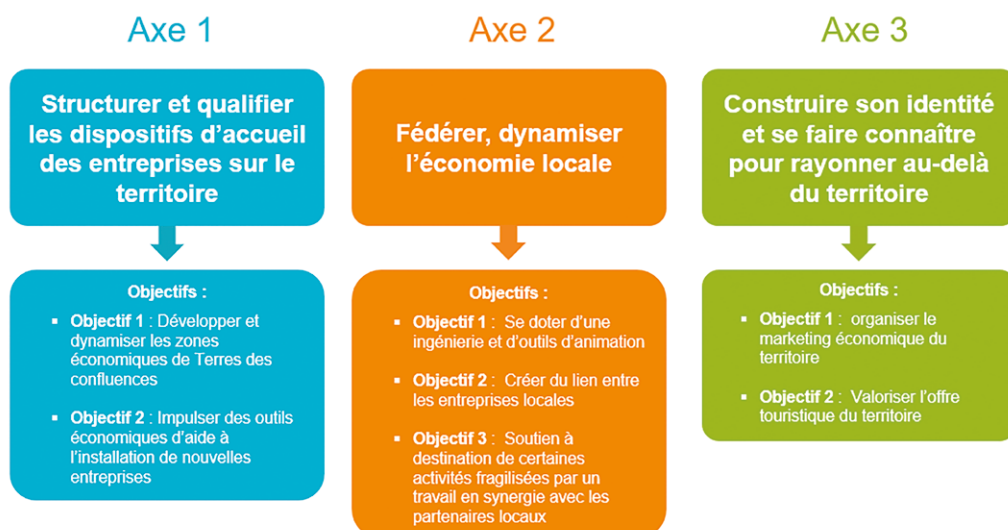 Axe 1
Structurer et qualifier
les dispositifs d'accueil
des entreprises sur le
territoire
Objectifs :
▪ Objectif 1 : Développer et
dynamiser les zones
économiques de Terres des
confluences
▪ Objectif 2 : Impulser des outils
économiques d'aide à
l'installation de nouvelles
entreprises
Axe 2
Fédérer, dynamiser
l'économie locale
Objectifs :
▪ Objectif 1 : Se doter d'une
ingénierie et d'outils d'animation
▪ Objectif 2 : Créer du lien entre
les entreprises locales
▪ Objectif 3 : Soutien à
destination de certaines
activités fragilisées par un
travail en synergie avec les
partenaires locaux
Axe 3
Construire son identité
et se faire connaître
pour rayonner au-delà
du territoire
Objectifs :
▪ Objectif 1 : organiser le
marketing économique du
territoire
▪ Objectif 2 : Valoriser l'offre
touristique du territoire